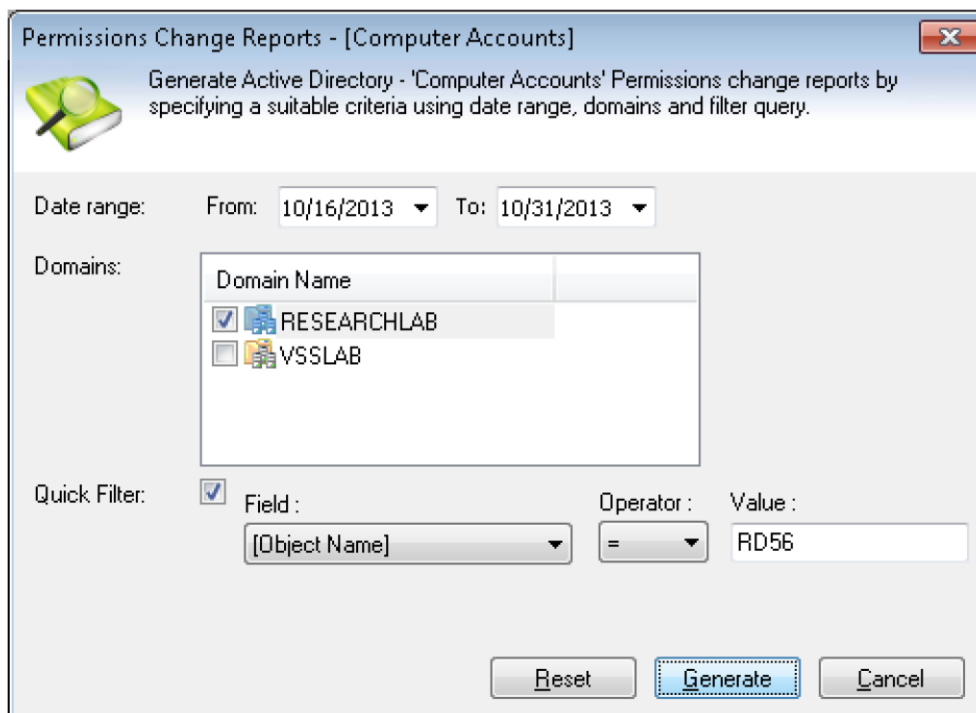 Permissions Change Reports - [Computer Accounts]
Generate Active Directory - 'Computer Accounts' Permissions change reports by
specifying a suitable criteria using date range, domains and filter query.
Date range: From: 10/16/2013 To: 10/31/2013
Domains:
Domain Name
RESEARCHLAB
VSSLAB
Quick Filter:
Field : Operator : Value :
[Object Name] = RD56
Reset Generate Cancel